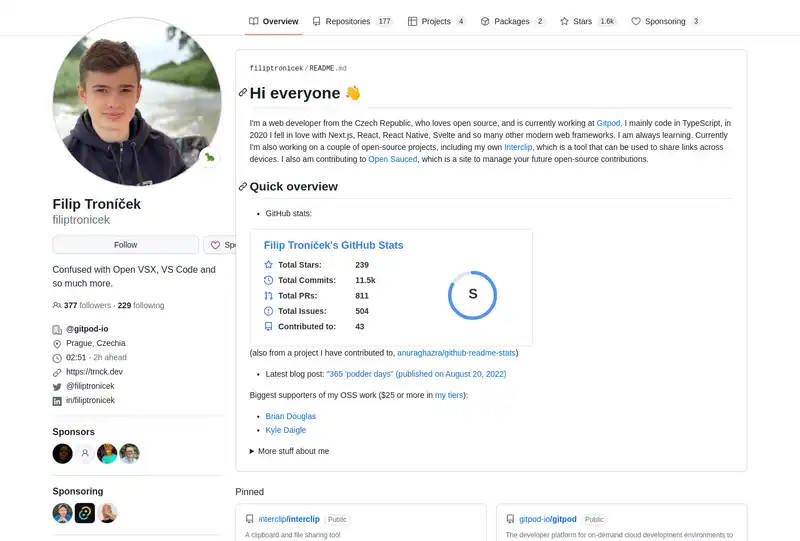 Overview
Repositories 177
Projects 4
Packages 2
Stars 1.6k
Sponsoring 3
Filip Troníček
filiptronicek
Follow
Spo
Confused with Open VSX, VS Code and
so much more.
377 followers · 229 following
@gitpod-io
Prague, Czechia
02:51 - 2h ahead
https://trnck.dev
@filiptronicek
in/filiptronicek
Sponsors
Sponsoring
filiptronicek/README.md
Hi everyone 👋
I'm a web developer from the Czech Republic, who loves open source, and is currently working at Gitpod. I mainly code in TypeScript, in
2020 I fell in love with Next.js, React, React Native, Svelte and so many other modern web frameworks. I am always learning. Currently
I'm also working on a couple of open-source projects, including my own Interclip, which is a tool that can be used to share links across
devices. I also am contributing to Open Sauced, which is a site to manage your future open-source contributions.
Quick overview
• GitHub stats:
Filip Troníček's GitHub Stats
Total Stars: 239
Total Commits: 11.5k
Total PRs: 811
Total Issues: 504
Contributed to: 43
S
(also from a project I have contributed to, anuraghazra/github-readme-stats)
• Latest blog post: "365 'podder days" (published on August 20, 2022)
Biggest supporters of my OSS work ($25 or more in my tiers):
• Brian Douglas
• Kyle Daigle
▶ More stuff about me
Pinned
interclip/interclip Public
A clipboard and file sharing tool
gitpod-io/gitpod Public
The developer platform for on-demand cloud development environments to